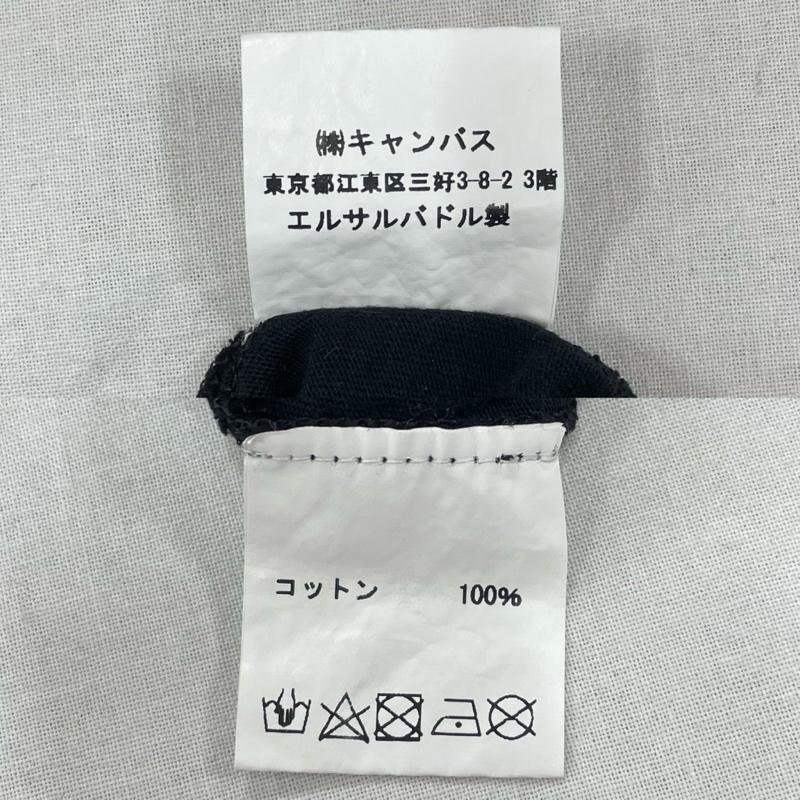 ㈱キャンバス
東京都江東区三好3-8-2 3階
エルサルバドル製
コットン 100%